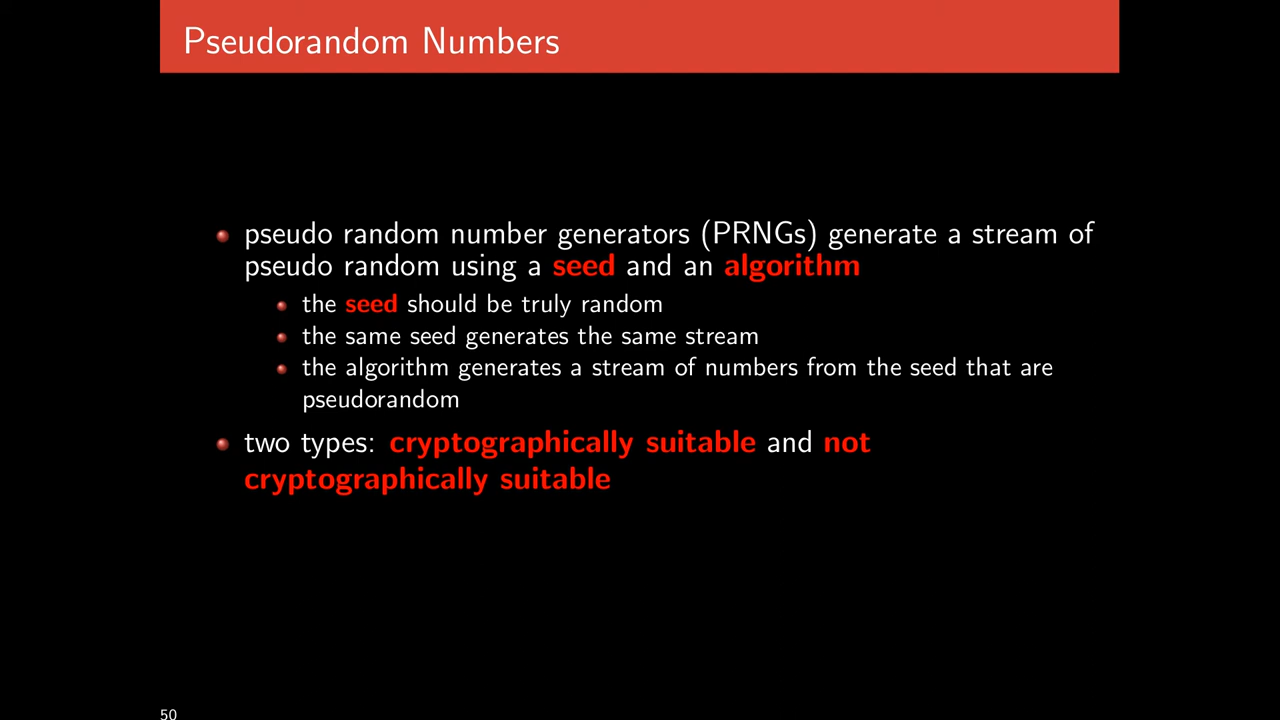 Pseudorandom Numbers
pseudo random number generators (PRNGs) generate a stream of
pseudo random using a seed and an algorithm
the seed should be truly random
the same seed generates the same stream
the algorithm generates a stream of numbers from the seed that are
pseudorandom
two types: cryptographically suitable and not
cryptographically suitable
50